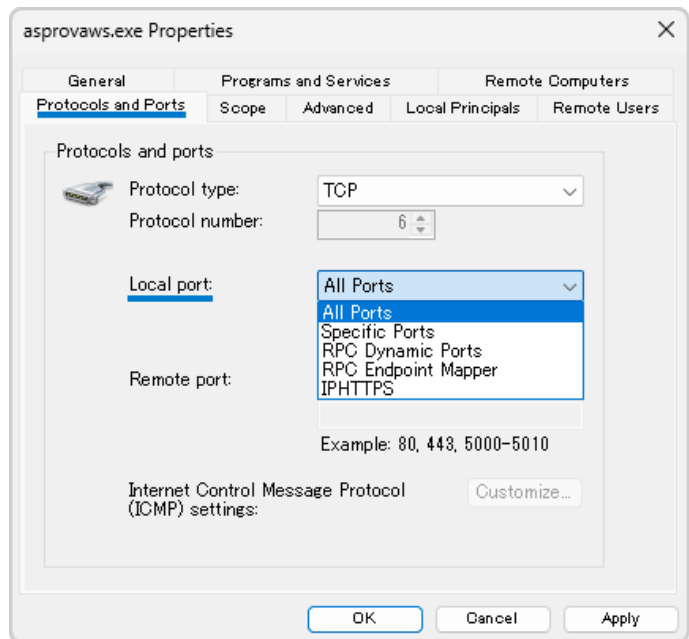 asprovaws.exe Properties
General
Programs and Services
Remote Computers
Protocols and Ports
Scope
Advanced
Local Principals
Remote Users
Protocols and ports
Protocol type:
TCP
Protocol number:
6
Local port:
All Ports
All Ports
Specific Ports
RPC Dynamic Ports
RPC Endpoint Mapper
IPHTTPS
Remote port:
Example: 80, 443, 5000-5010
Internet Control Message Protocol
(ICMP) settings:
Customize...
OK
Cancel
Apply